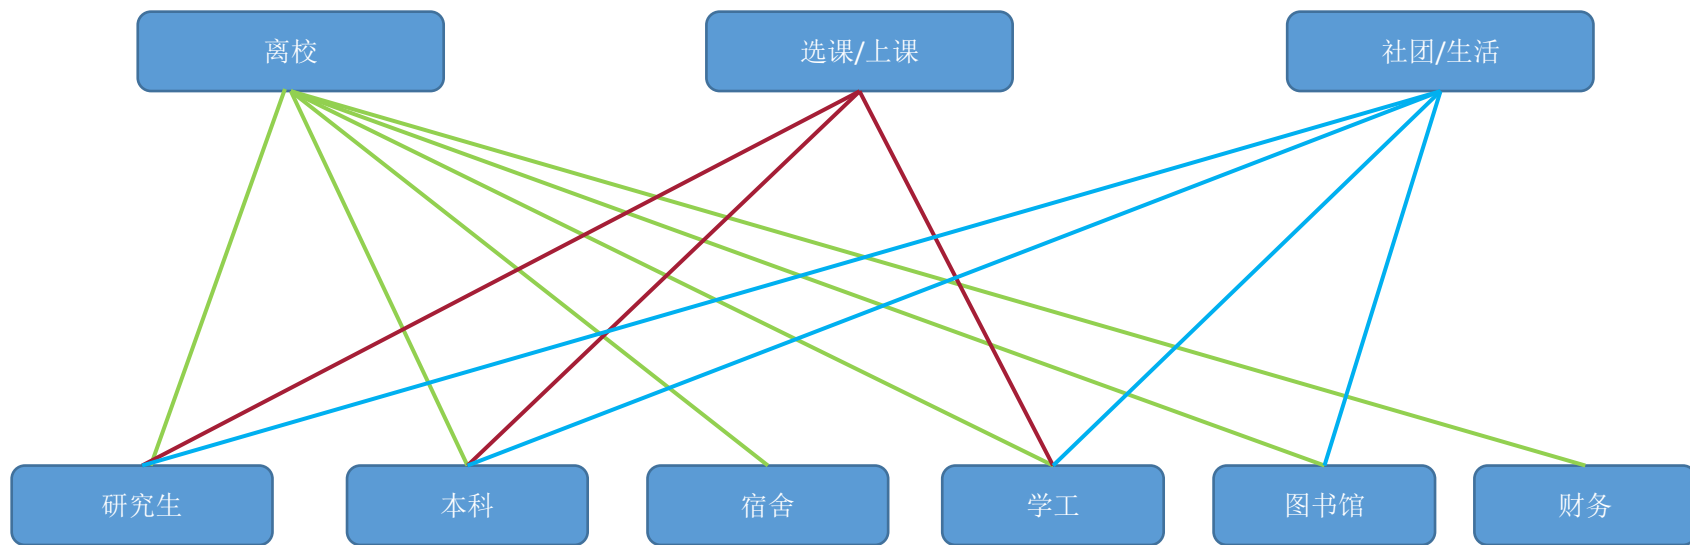 离校
选课/上课
社团/生活
研究生
本科
宿舍
学工
图书馆
财务